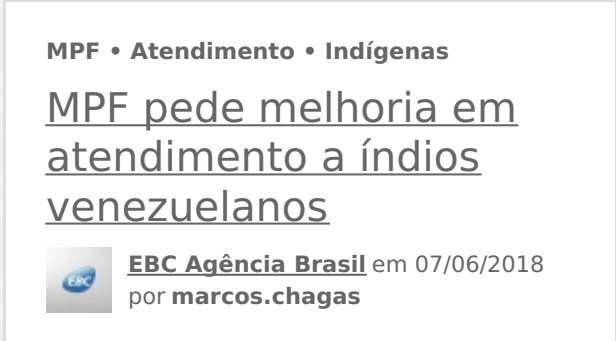 MPF • Atendimento • Indígenas
MPF pede melhoria em
atendimento a índios
venezuelanos
EBC
EBC Agência Brasil em 07/06/2018
por marcos.chagas